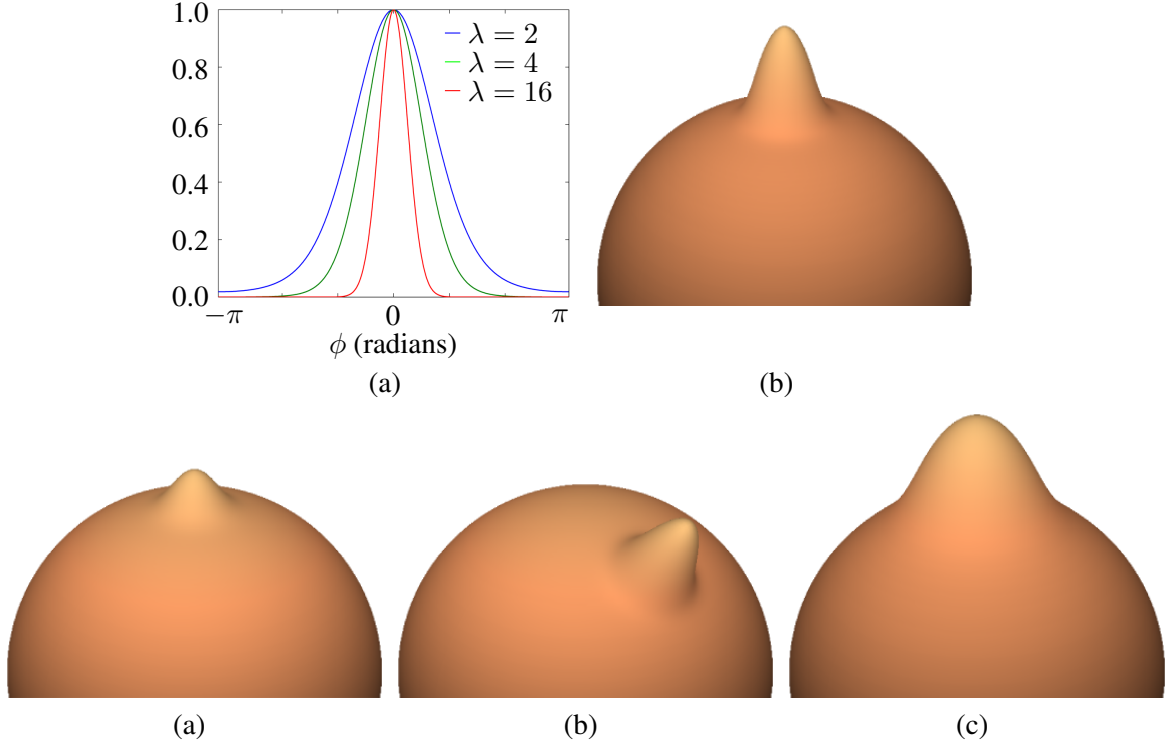 1.0
0.8
0.6
0.4
0.2
0.0
λ = 2
λ = 4
λ = 16
−π 0 π
ϕ (radians)
(a) (b)
(a) (b) (c)